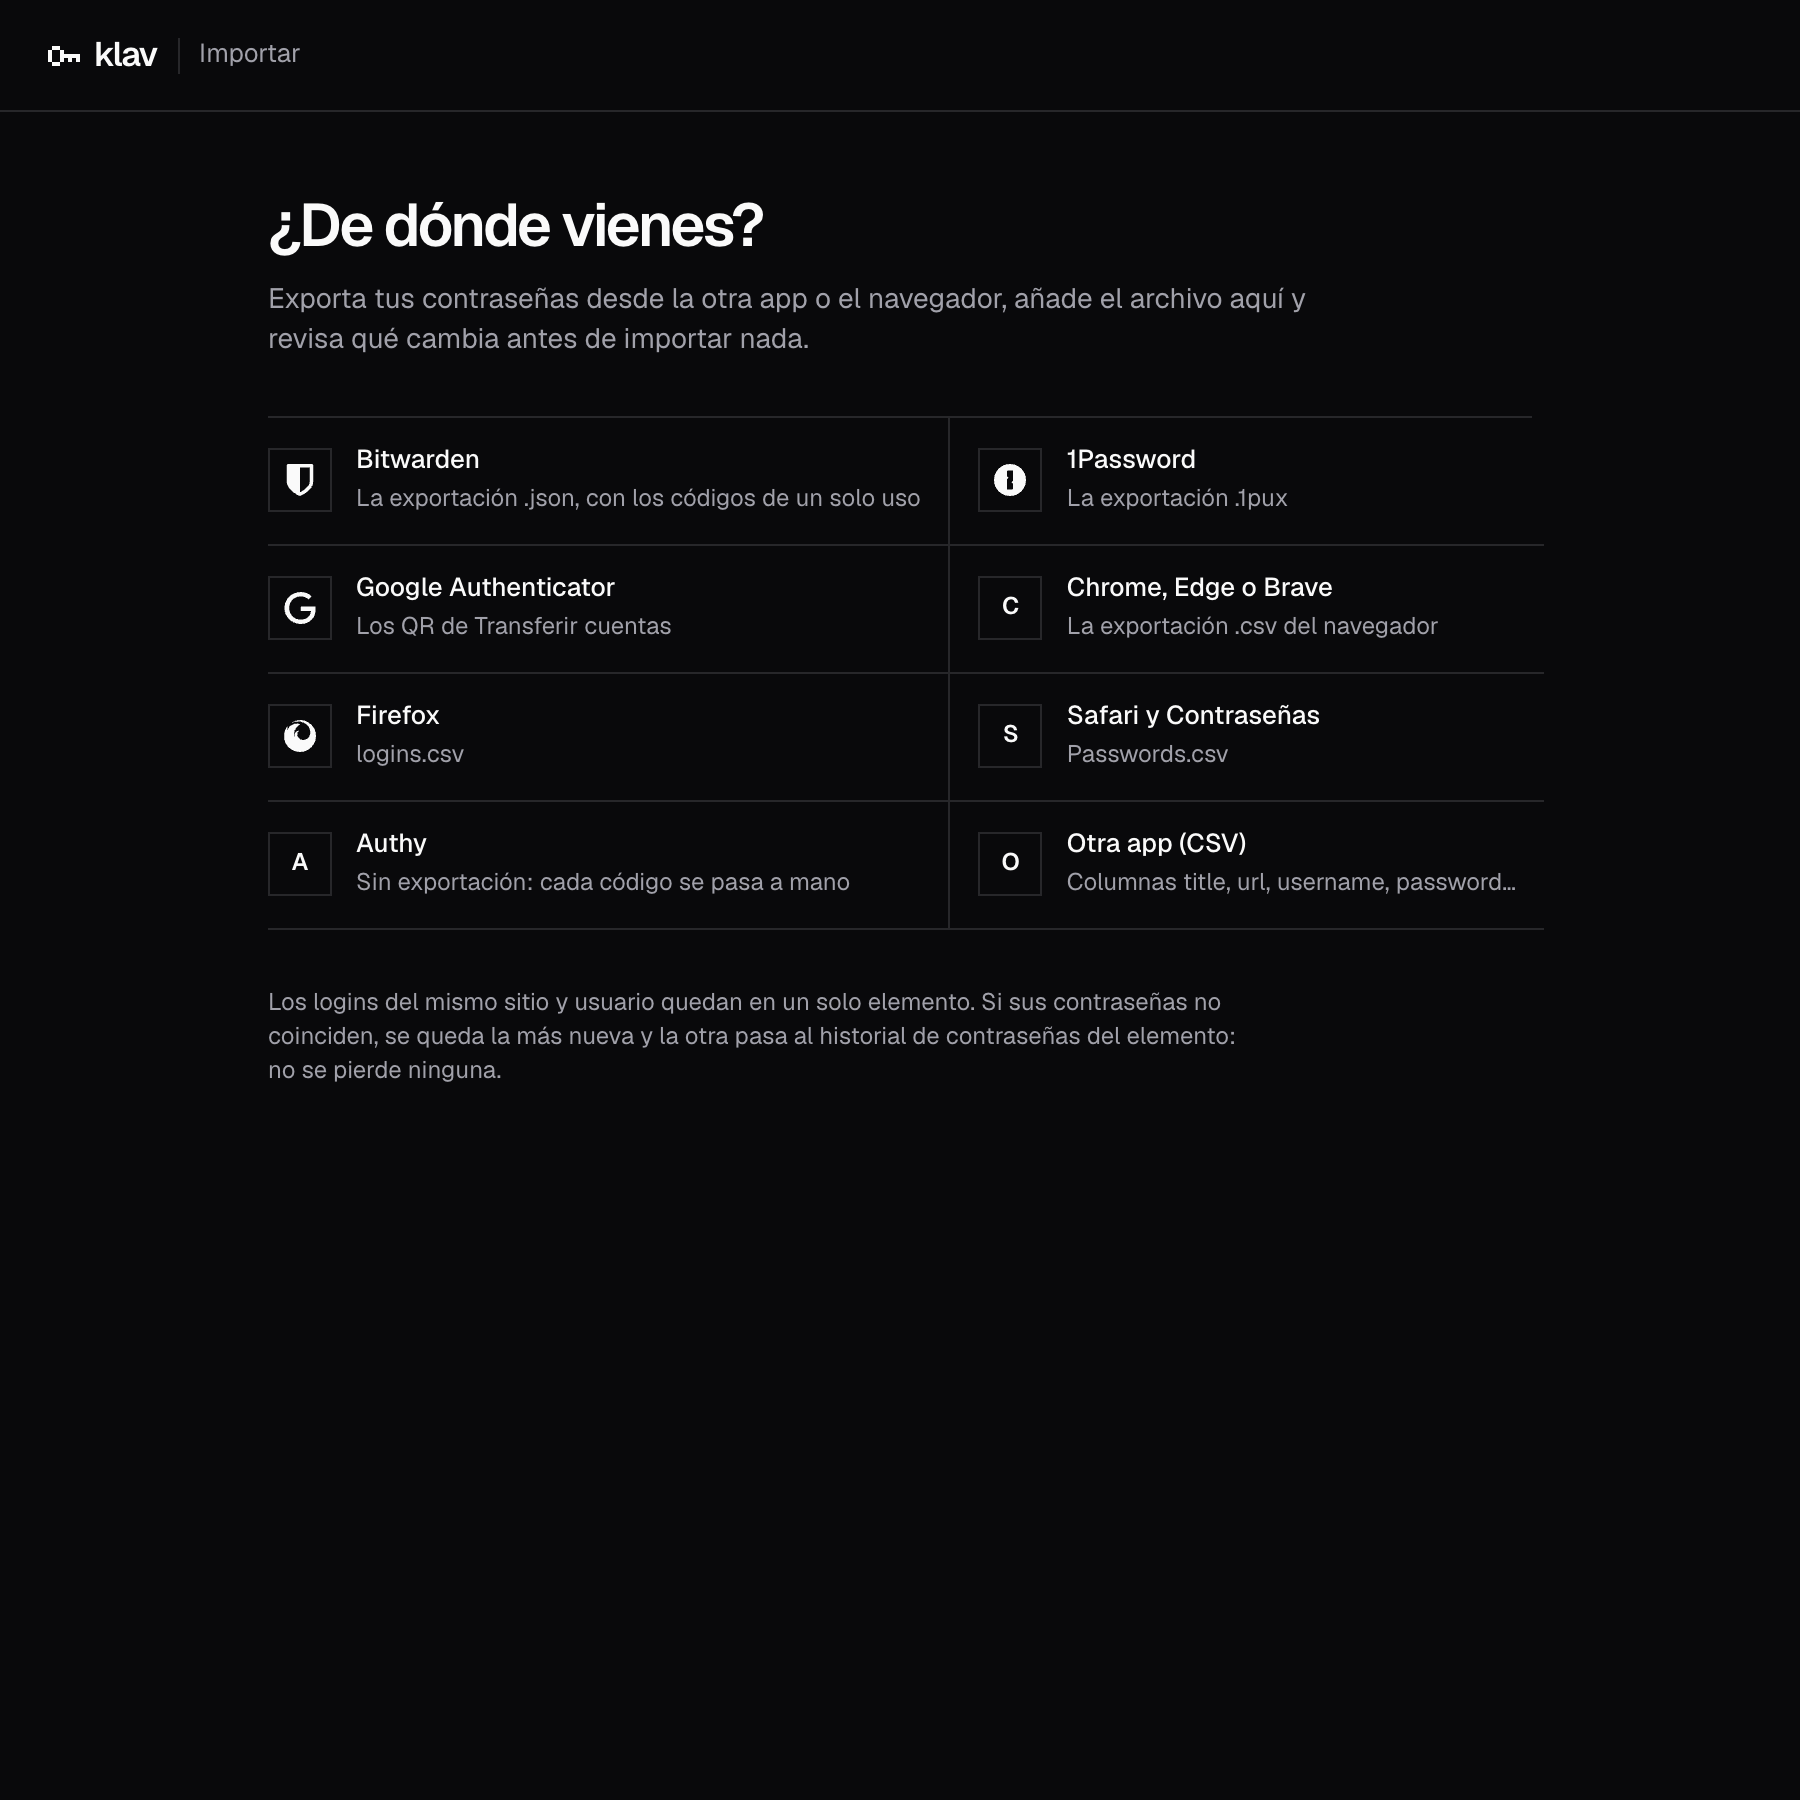 klav
Importar
¿De dónde vienes?
Exporta tus contraseñas desde la otra app o el navegador, añade el archivo aquí y
revisa qué cambia antes de importar nada.
Bitwarden
La exportación .json, con los códigos de un solo uso
1Password
La exportación .1pux
G
Google Authenticator
Los QR de Transferir cuentas
C
Chrome, Edge o Brave
La exportación .csv del navegador
Firefox
logins.csv
S
Safari y Contraseñas
Passwords.csv
A
Authy
Sin exportación: cada código se pasa a mano
O
Otra app (CSV)
Columnas title, url, username, password…
Los logins del mismo sitio y usuario quedan en un solo elemento. Si sus contraseñas no
coinciden, se queda la más nueva y la otra pasa al historial de contraseñas del elemento:
no se pierde ninguna.